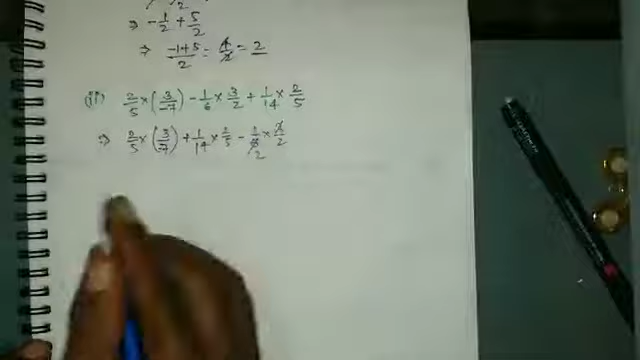 ⇒ -1/2 + 5/2
⇒ -1+5/2 = 4/2 = 2
(ii) 2/5 × (3/-7) - 1/6 × 3/2 + 1/14 × 2/5
⇒ 2/5 × (3/-7) + 1/14 × 2/5 - 1/6 × 3/2
2